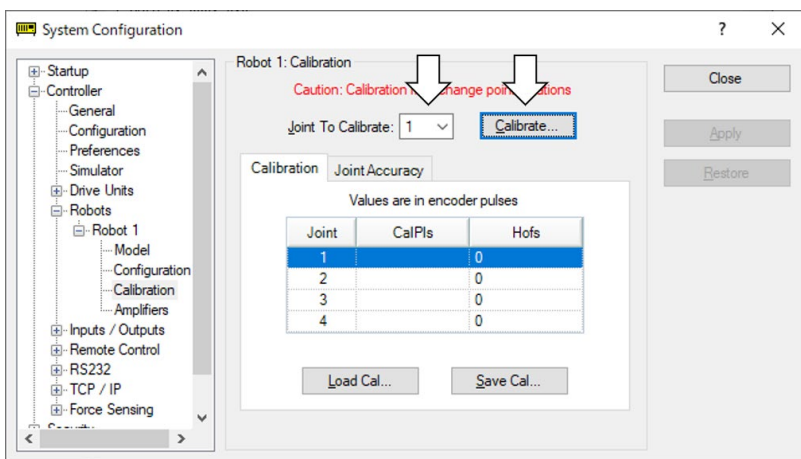 System Configuration
?
Startup
Controller
General
Configuration
Preferences
Simulator
Drive Units
Robots
Robot 1
Model
Configuration
Calibration
Amplifiers
Inputs / Outputs
Remote Control
RS232
TCP / IP
Force Sensing
Robot 1: Calibration
Caution: Calibration
Joint To Calibrate: 1
Calibrate...
Calibration Joint Accuracy
Values are in encoder pulses
Joint CalPls Hofs
1 0
2 0
3 0
4 0
Load Cal...
Save Cal...
Close
Apply
Restore